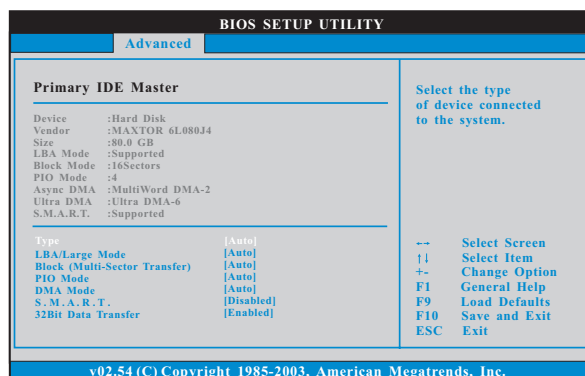 BIOS SETUP UTILITY
Advanced
Primary IDE Master
Device :Hard Disk
Vendor :MAXTOR 6L080J4
Size :80.0 GB
LBA Mode :Supported
Block Mode :16Sectors
PIO Mode :4
Async DMA :MultiWord DMA-2
Ultra DMA :Ultra DMA-6
S.M.A.R.T. :Supported
Type [Auto]
LBA/Large Mode [Auto]
Block (Multi-Sector Transfer) [Auto]
PIO Mode [Auto]
DMA Mode [Auto]
S.M.A.R.T. [Disabled]
32Bit Data Transfer [Enabled]
Select the type
of device connected
to the system.
←→ Select Screen
↑↓ Select Item
+- Change Option
F1 General Help
F9 Load Defaults
F10 Save and Exit
ESC Exit
v02.54 (C) Copyright 1985-2003, American Megatrends, Inc.